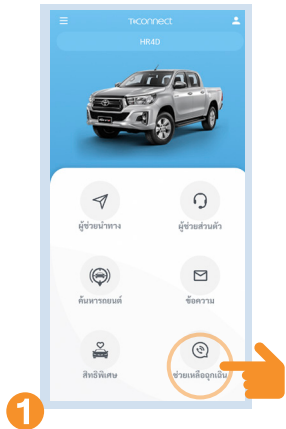 T×CONNECT
HR4D
ผู้ช่วยนำทาง
ผู้ช่วยส่วนตัว
ค้นหารถยนต์
ข้อความ
สิทธิพิเศษ
ช่วยเหลือฉุกเฉิน
1